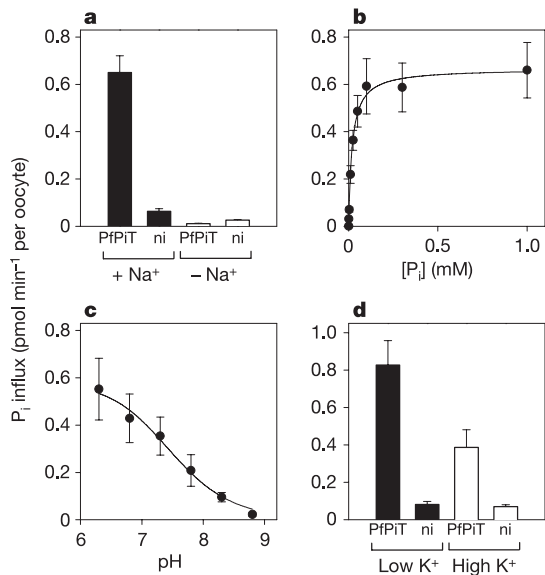 a
b
0.8
0.6
0.4
0.2
0
PfPiT ni PfPiT ni
+ Na⁺ – Na⁺
0.8
0.6
0.4
0.2
0
0 0.5 1.0
[Pᵢ] (mM)
Pᵢ influx (pmol min⁻¹ per oocyte)
c
d
0.8
0.6
0.4
0.2
0
6 7 8 9
pH
1.0
0.8
0.6
0.4
0.2
0
PfPiT ni PfPiT ni
Low K⁺ High K⁺